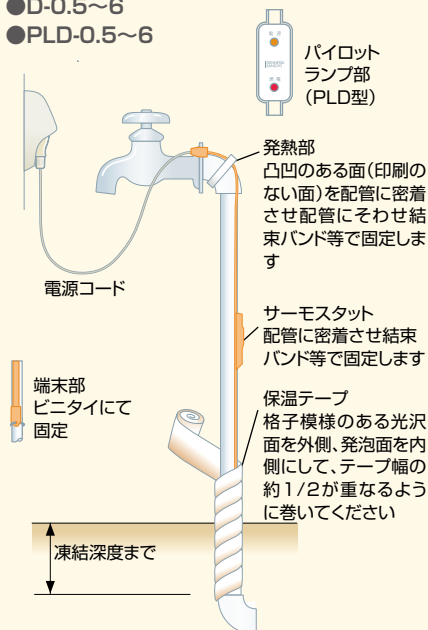 ●D-0.5〜6
●PLD-0.5〜6
パイロット
ランプ部
(PLD型)
発熱部
凸凹のある面(印刷の
ない面)を配管に密着
させ配管にそわせ結
束バンド等で固定しま
す
電源コード
サーモスタット
配管に密着させ結束
バンド等で固定します
端末部
ビニタイにて
固定
保温テープ
格子模様のある光沢
面を外側、発泡面を内
側にして、テープ幅の
約1/2が重なるよう
に巻いてください
凍結深度まで